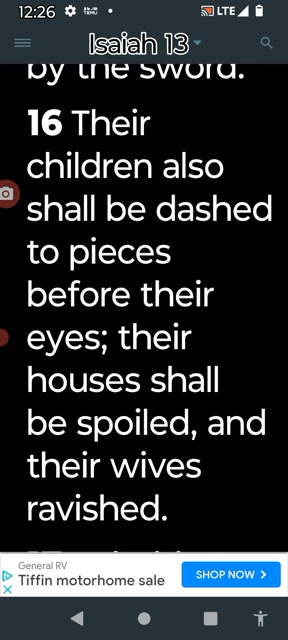 12:26 TEMU LTE
Isaiah 13
by the sword.
16 Their
children also
shall be dashed
to pieces
before their
eyes; their
houses shall
be spoiled, and
their wives
ravished.
General RV
Tiffin motorhome sale
SHOP NOW